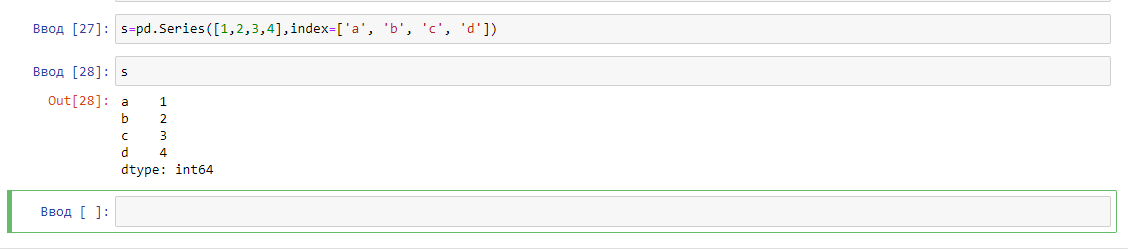 Ввод [27]: s=pd.Series([1,2,3,4],index=['a', 'b', 'c', 'd'])
Ввод [28]: s
Out[28]: a    1
b    2
c    3
d    4
dtype: int64
Ввод [ ]: